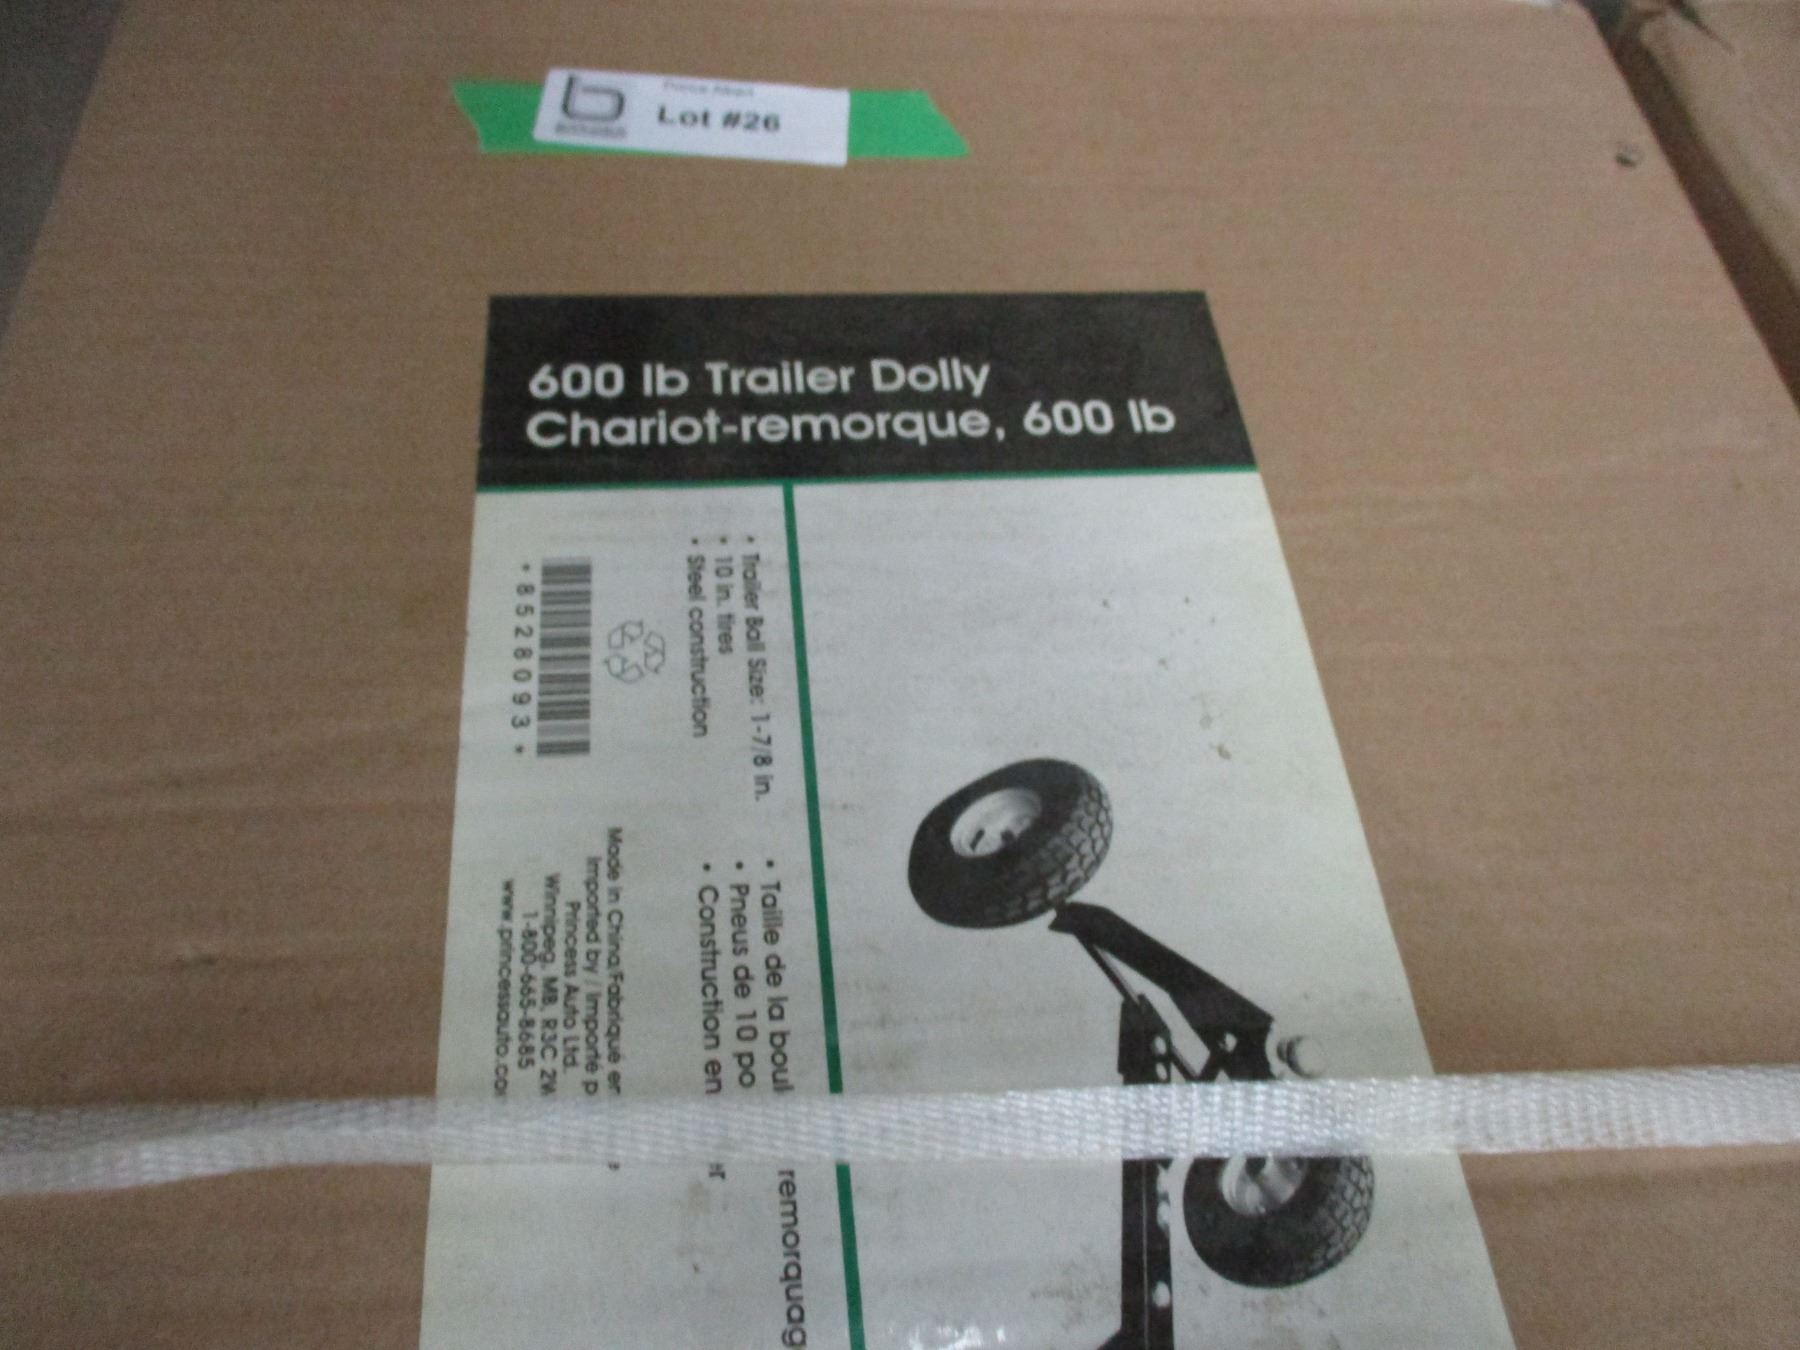 Lot #26
600 lb Trailer Dolly
Chariot-remorque, 600 lb
• Trailer Ball Size: 1-7/8 in.
• 10 in. tires
• Steel construction
• Taille de la boul remorquag
• Pneus de 10 po
• Construction en er
*8528093*
Made in China/Fabriqué en e
Imported by / Importé p
Princess Auto Ltd.
Winnipeg, MB, R3C 2
1-800-665-8685
www.princessauto.co